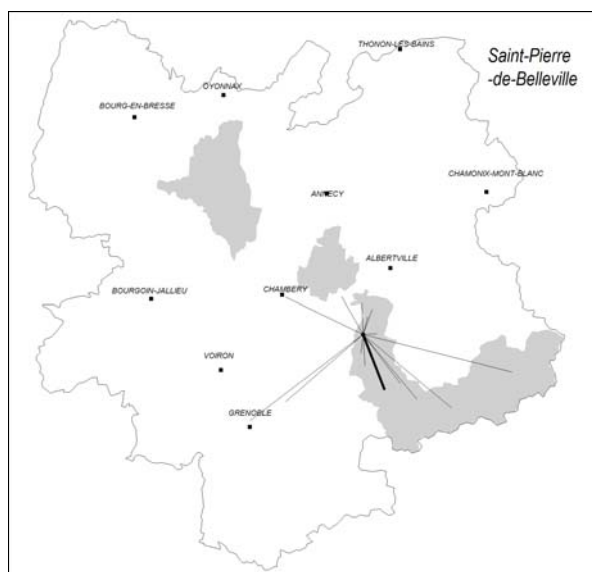 THONON-LES-BAINS
Saint-Pierre
-de-Belleville
OYONNAX
BOURG-EN-BRESSE
CHAMONIX-MONT-BLANC
ANNECY
ALBERTVILLE
BOURGOIN-JALLIEU
CHAMBERY
VOIRON
GRENOBLE